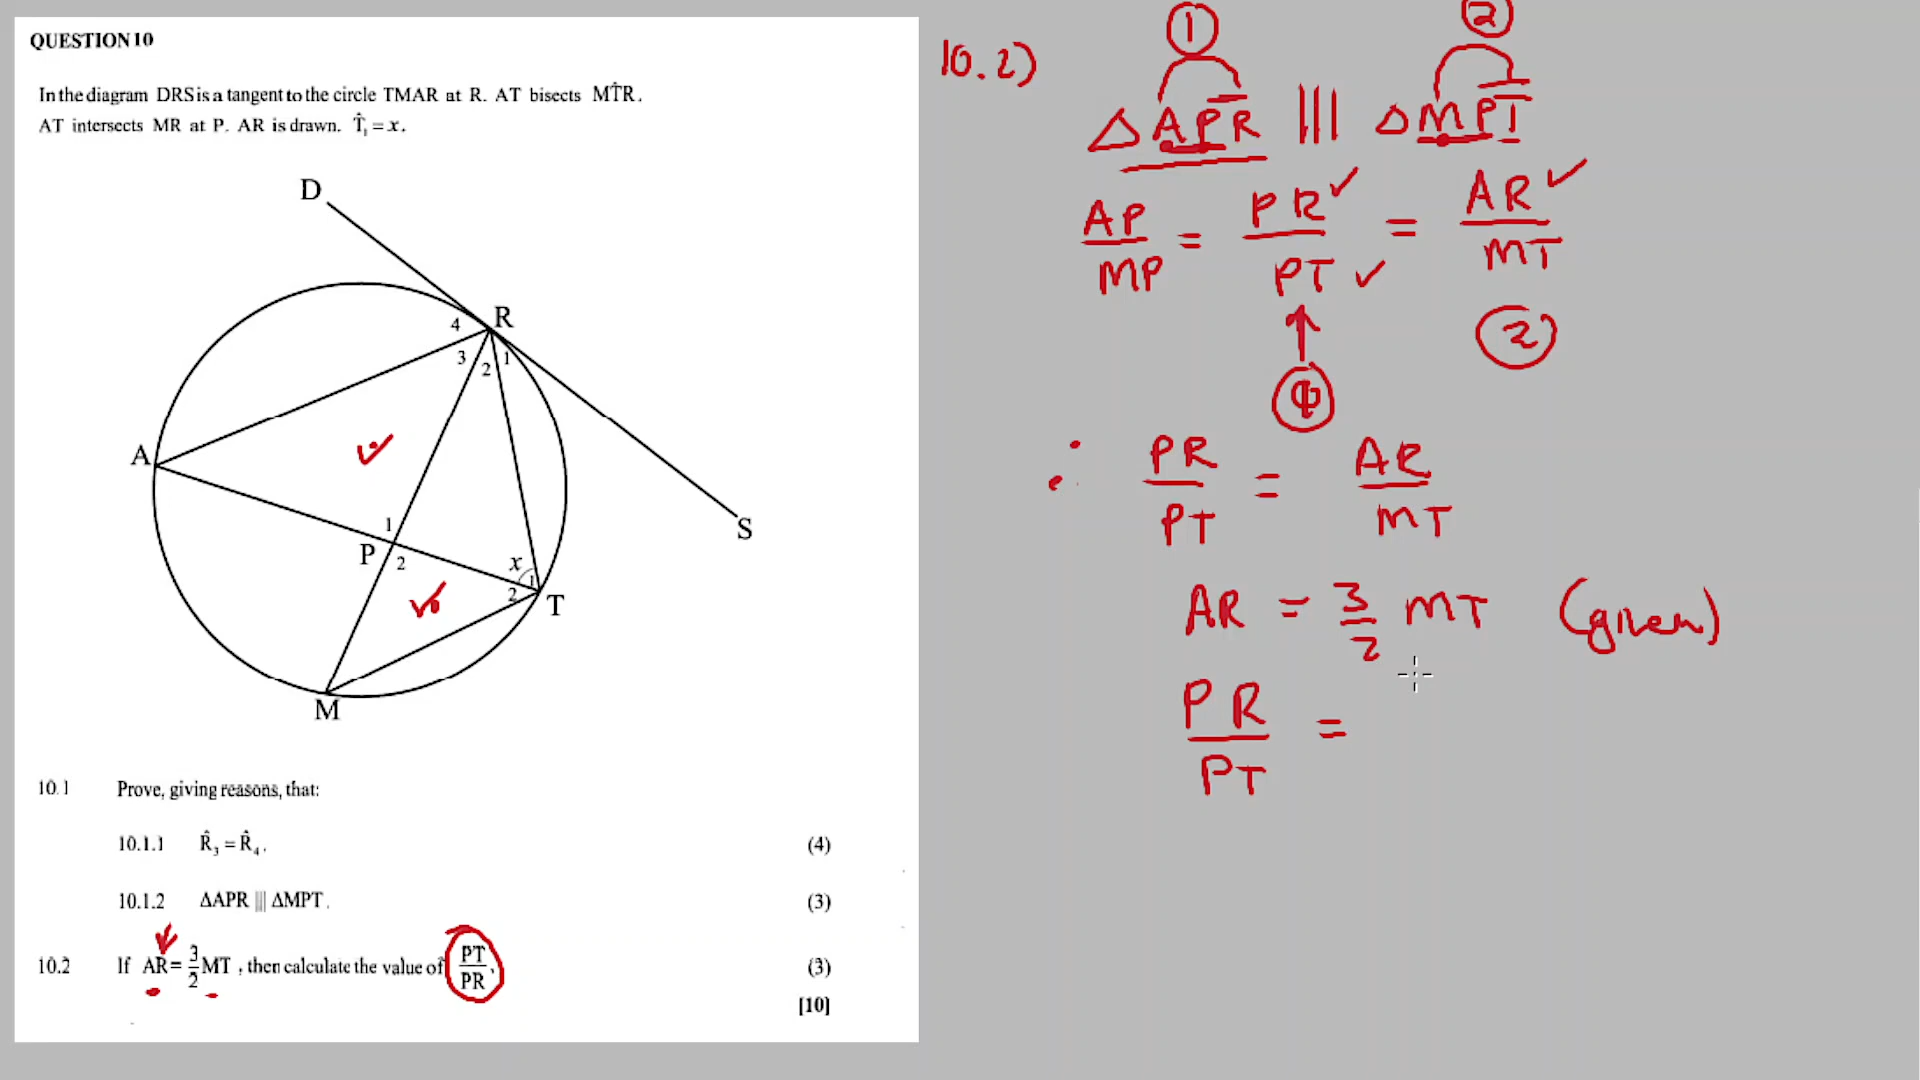 QUESTION 10
In the diagram DRS is a tangent to the circle TMAR at R. AT bisects MT̂R.
AT intersects MR at P. AR is drawn. T̂₁ = x.
D
R
4
3
2
1
A
1
P
2
x
1
2
T
S
M
10.1 Prove, giving reasons, that:
10.1.1 R̂₃ = R̂₄. (4)
10.1.2 ΔAPR ||| ΔMPT. (3)
10.2 If AR = 3/2 MT, then calculate the value of PT/PR. (3)
[10]
1 2
10.2)
ΔAPR ||| ΔMPT
AP/MP = PR/PT = AR/MT
2
∴ PR/PT = AR/MT
AR = 3/2 MT (given)
PR/PT =